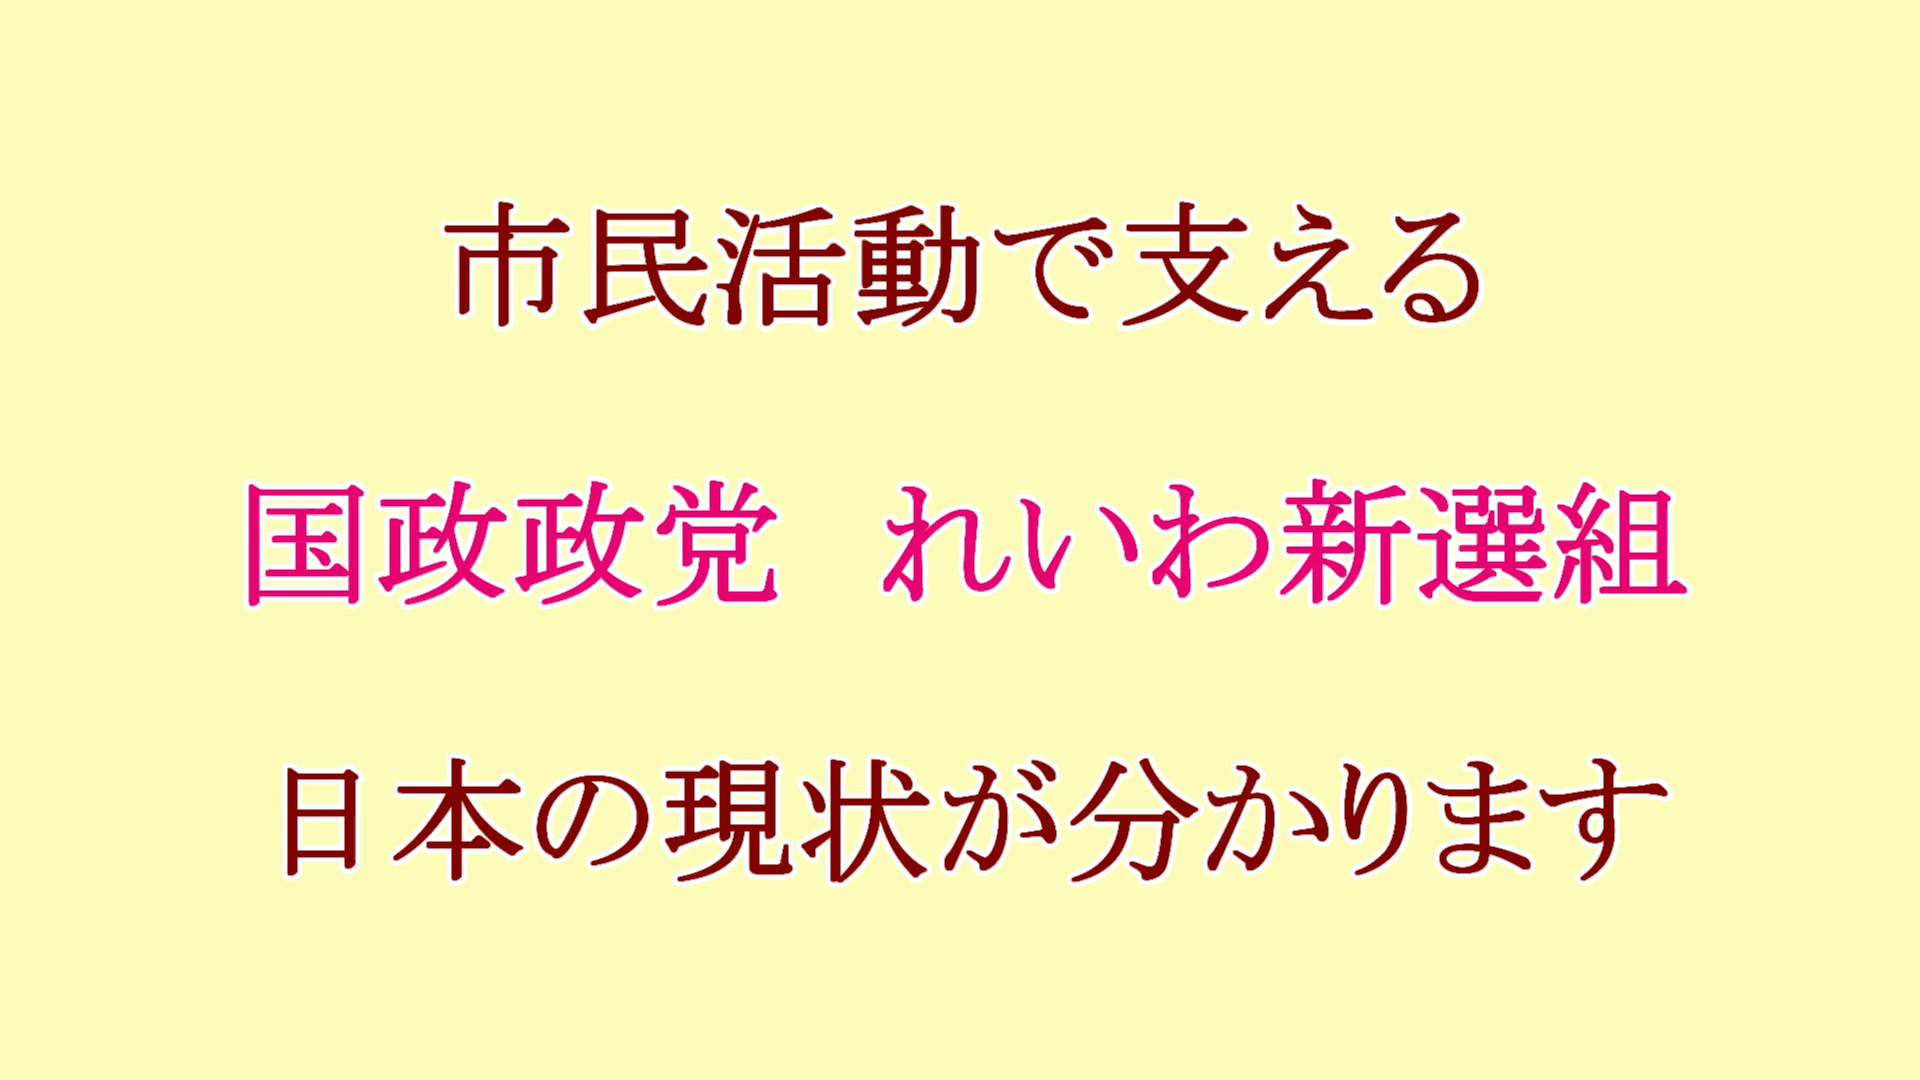 市民活動で支える
国政政党　れいわ新選組
日本の現状が分かります